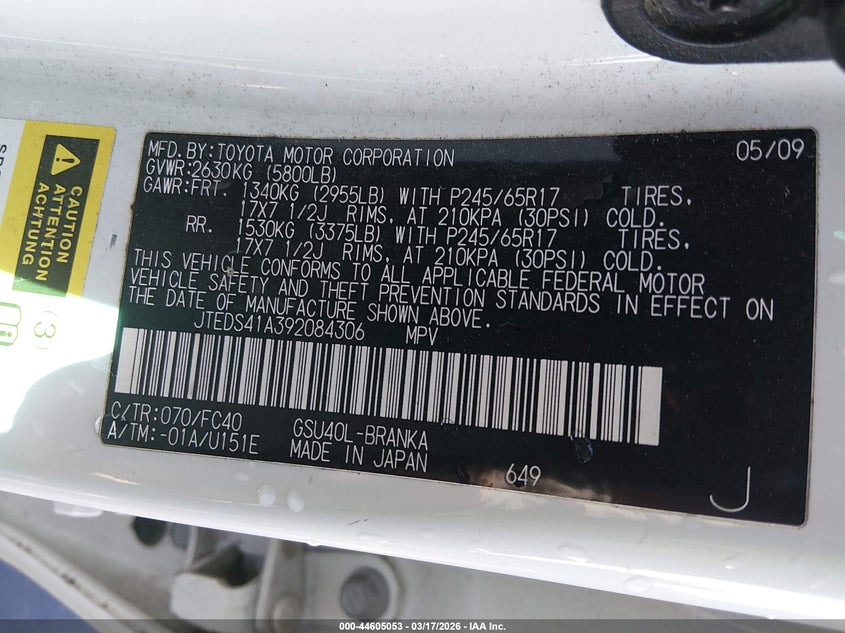 MFD. BY: TOYOTA MOTOR CORPORATION 05/09
GVWR: 2630KG (5800LB)
GAWR: FRT. 1340KG (2955LB) WITH P245/65R17 TIRES,
17X7 1/2J RIMS, AT 210KPA (30PSI) COLD.
RR. 1530KG (3375LB) WITH P245/65R17 TIRES,
17X7 1/2J RIMS, AT 210KPA (30PSI) COLD.
THIS VEHICLE CONFORMS TO ALL APPLICABLE FEDERAL MOTOR
VEHICLE SAFETY AND THEFT PREVENTION STANDARDS IN EFFECT ON
THE DATE OF MANUFACTURE SHOWN ABOVE.
JTEDS41A392084306 MPV
C/TR: 070/FC40 GSU40L-BRANKA
A/TM: -01A/U151E MADE IN JAPAN
649
J
CAUTION
ATTENTION
ACHTUNG
(3)
000-44605053 - 03/17/2026 - IAA Inc.